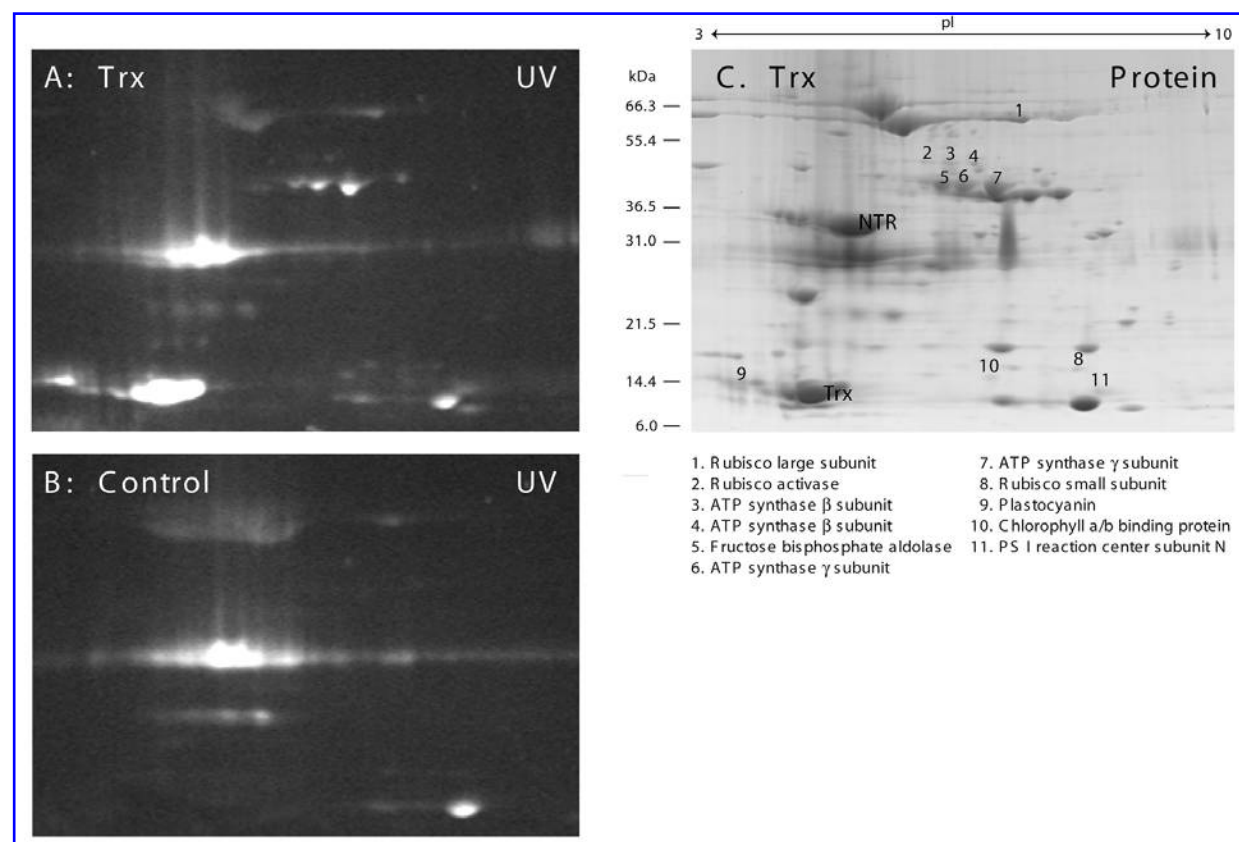 A: Trx UV
B: Control UV
pI
3 10
kDa
C. Trx Protein
66.3
55.4
36.5
31.0
21.5
14.4
6.0
1
2 3 4
5 6 7
NTR
10 8
9 11
Trx
1. Rubisco large subunit
2. Rubisco activase
3. ATP synthase β subunit
4. ATP synthase β subunit
5. Fructose bisphosphate aldolase
6. ATP synthase γ subunit
7. ATP synthase γ subunit
8. Rubisco small subunit
9. Plastocyanin
10. Chlorophyll a/b binding protein
11. PS I reaction center subunit N